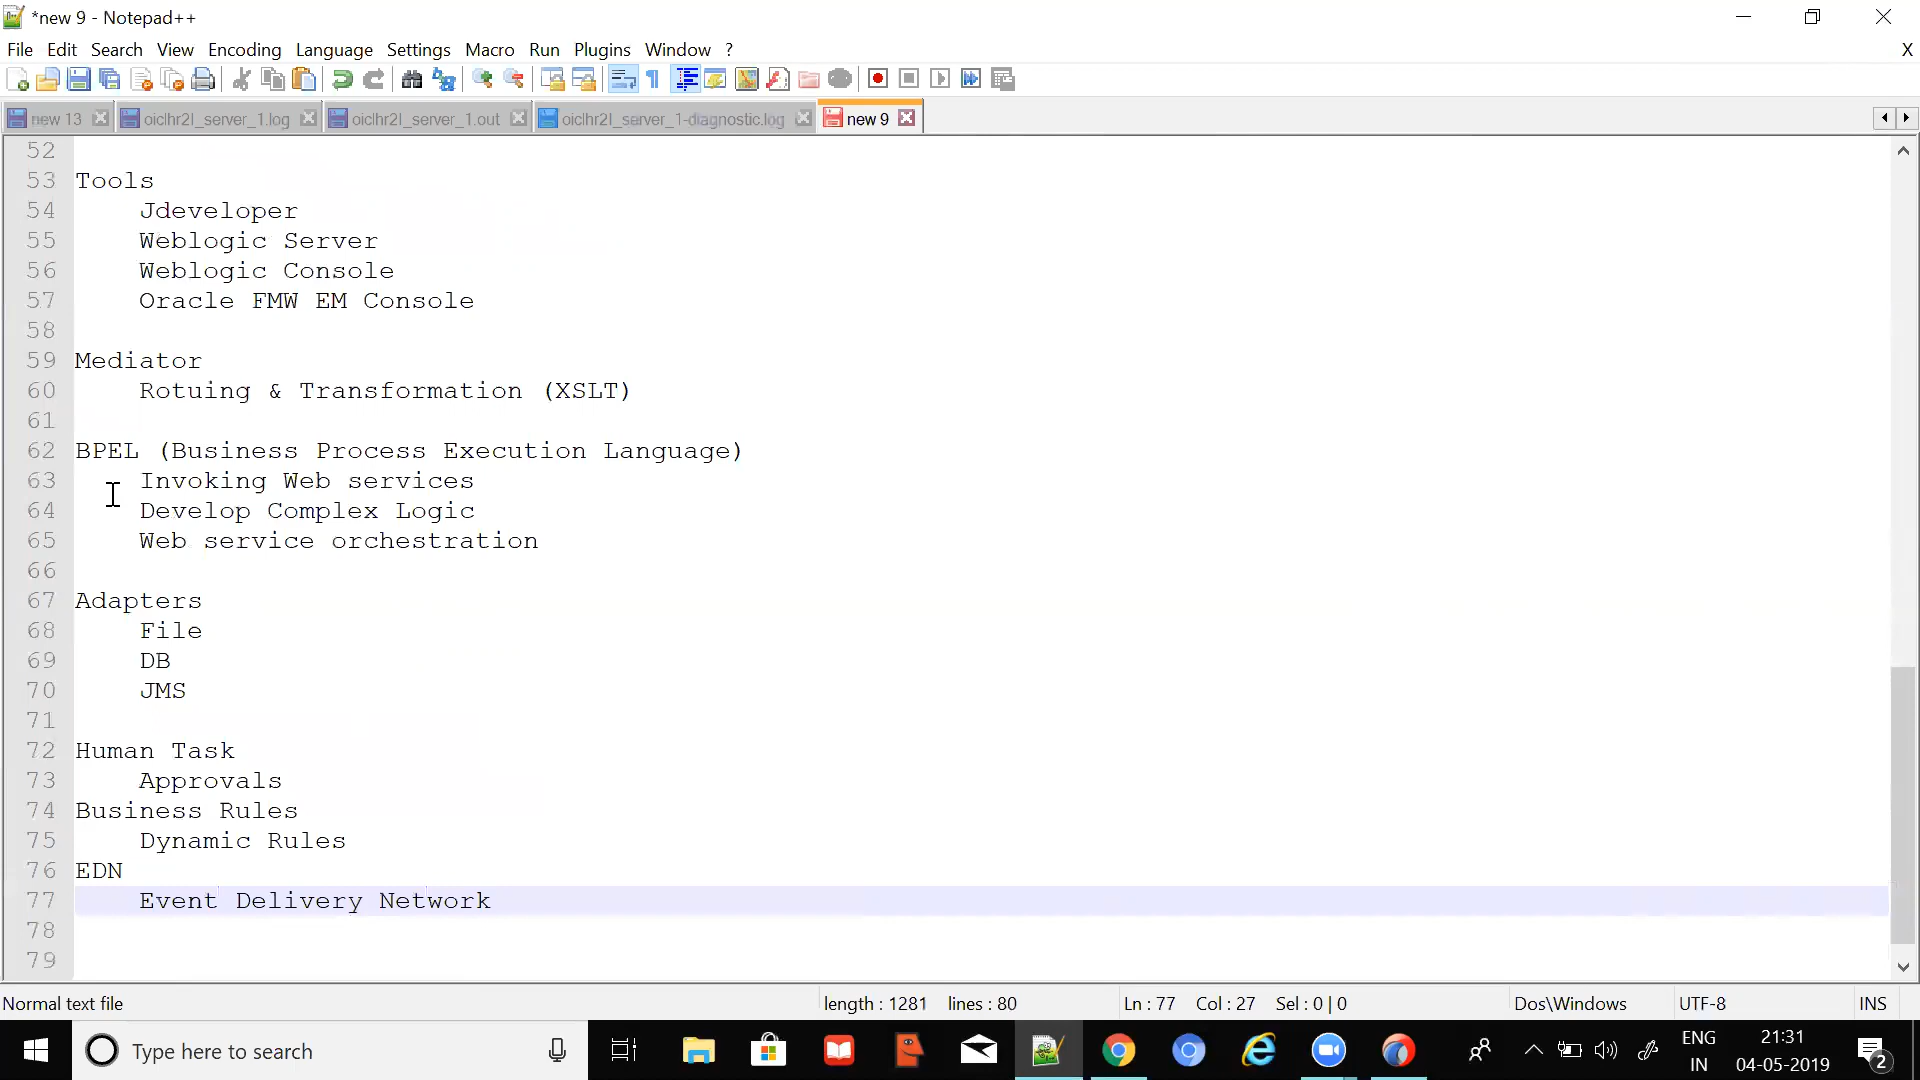 *new 9 - Notepad++
File Edit Search View Encoding Language Settings Macro Run Plugins Window ? X
new 13 oiclhr2l_server_1.log oiclhr2l_server_1.out oiclhr2l_server_1-diagnostic.log new 9
52
53 Tools
54 Jdeveloper
55 Weblogic Server
56 Weblogic Console
57 Oracle FMW EM Console
58
59 Mediator
60 Rotuing & Transformation (XSLT)
61
62 BPEL (Business Process Execution Language)
63 Invoking Web services
64 Develop Complex Logic
65 Web service orchestration
66
67 Adapters
68 File
69 DB
70 JMS
71
72 Human Task
73 Approvals
74 Business Rules
75 Dynamic Rules
76 EDN
77 Event Delivery Network
78
79
Normal text file length : 1281 lines : 80 Ln : 77 Col : 27 Sel : 0 | 0 Dos\Windows UTF-8 INS
Type here to search ENG 21:31
IN 04-05-2019 2